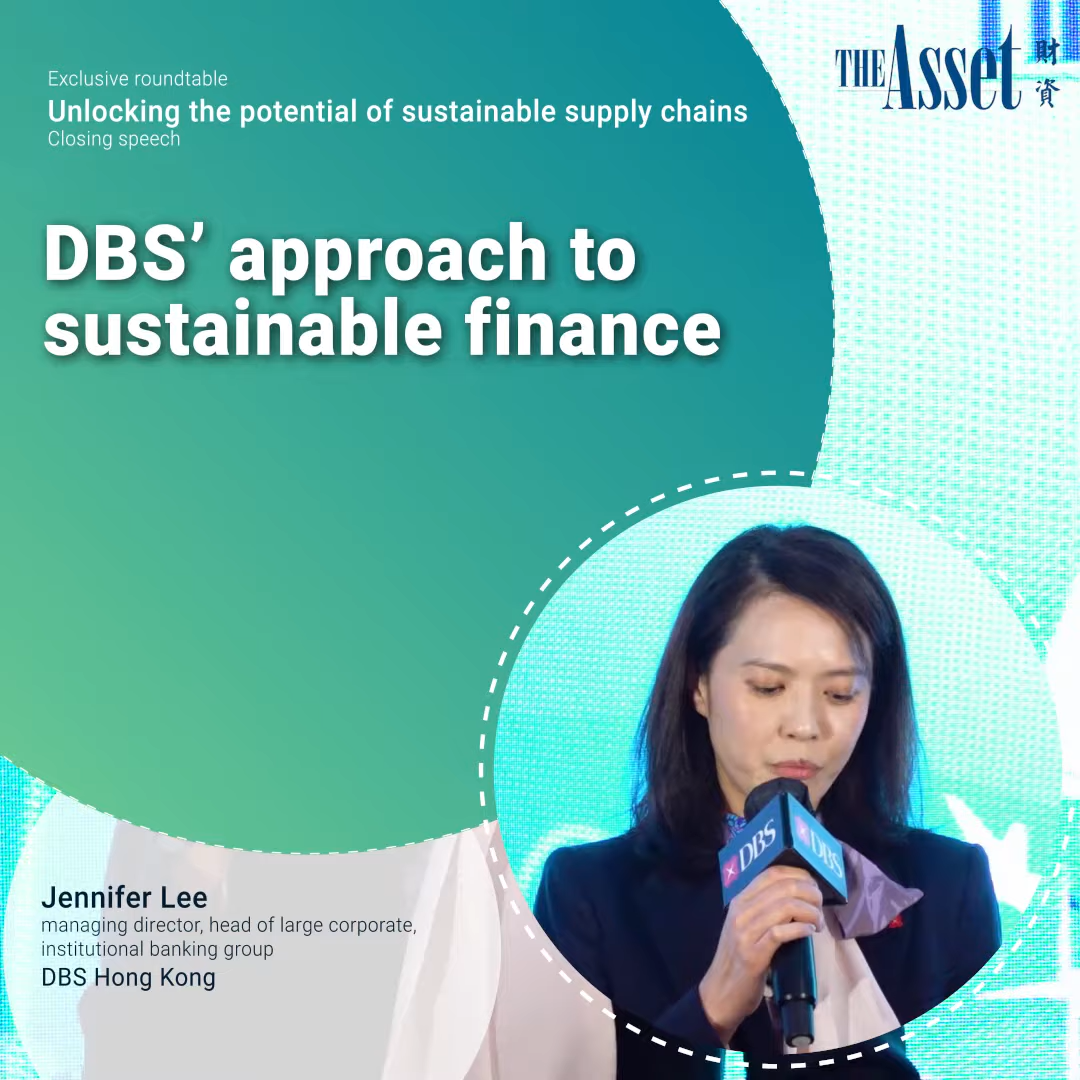 Exclusive roundtable
Unlocking the potential of sustainable supply chains
Closing speech
THE Asset 財資
DBS’ approach to
sustainable finance
DBS
DBS
Jennifer Lee
managing director, head of large corporate,
institutional banking group
DBS Hong Kong